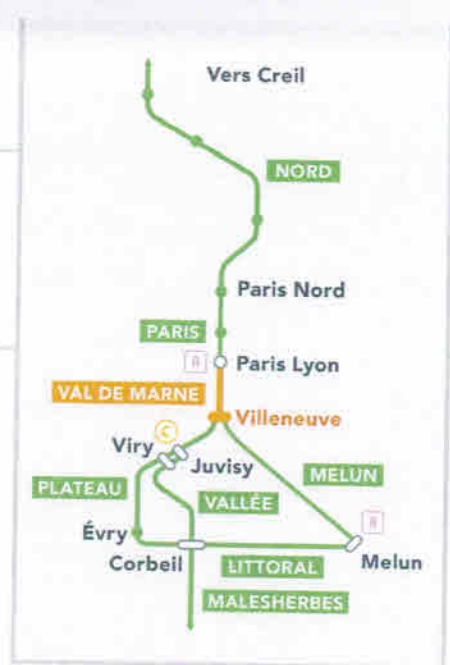 Vers Creil
NORD
Paris Nord
PARIS
R Paris Lyon
VAL DE MARNE
Villeneuve
C
Viry
Juvisy
MELUN
PLATEAU
VALLÉE
R
Évry
Corbeil
LITTORAL
Melun
MALESHERBES